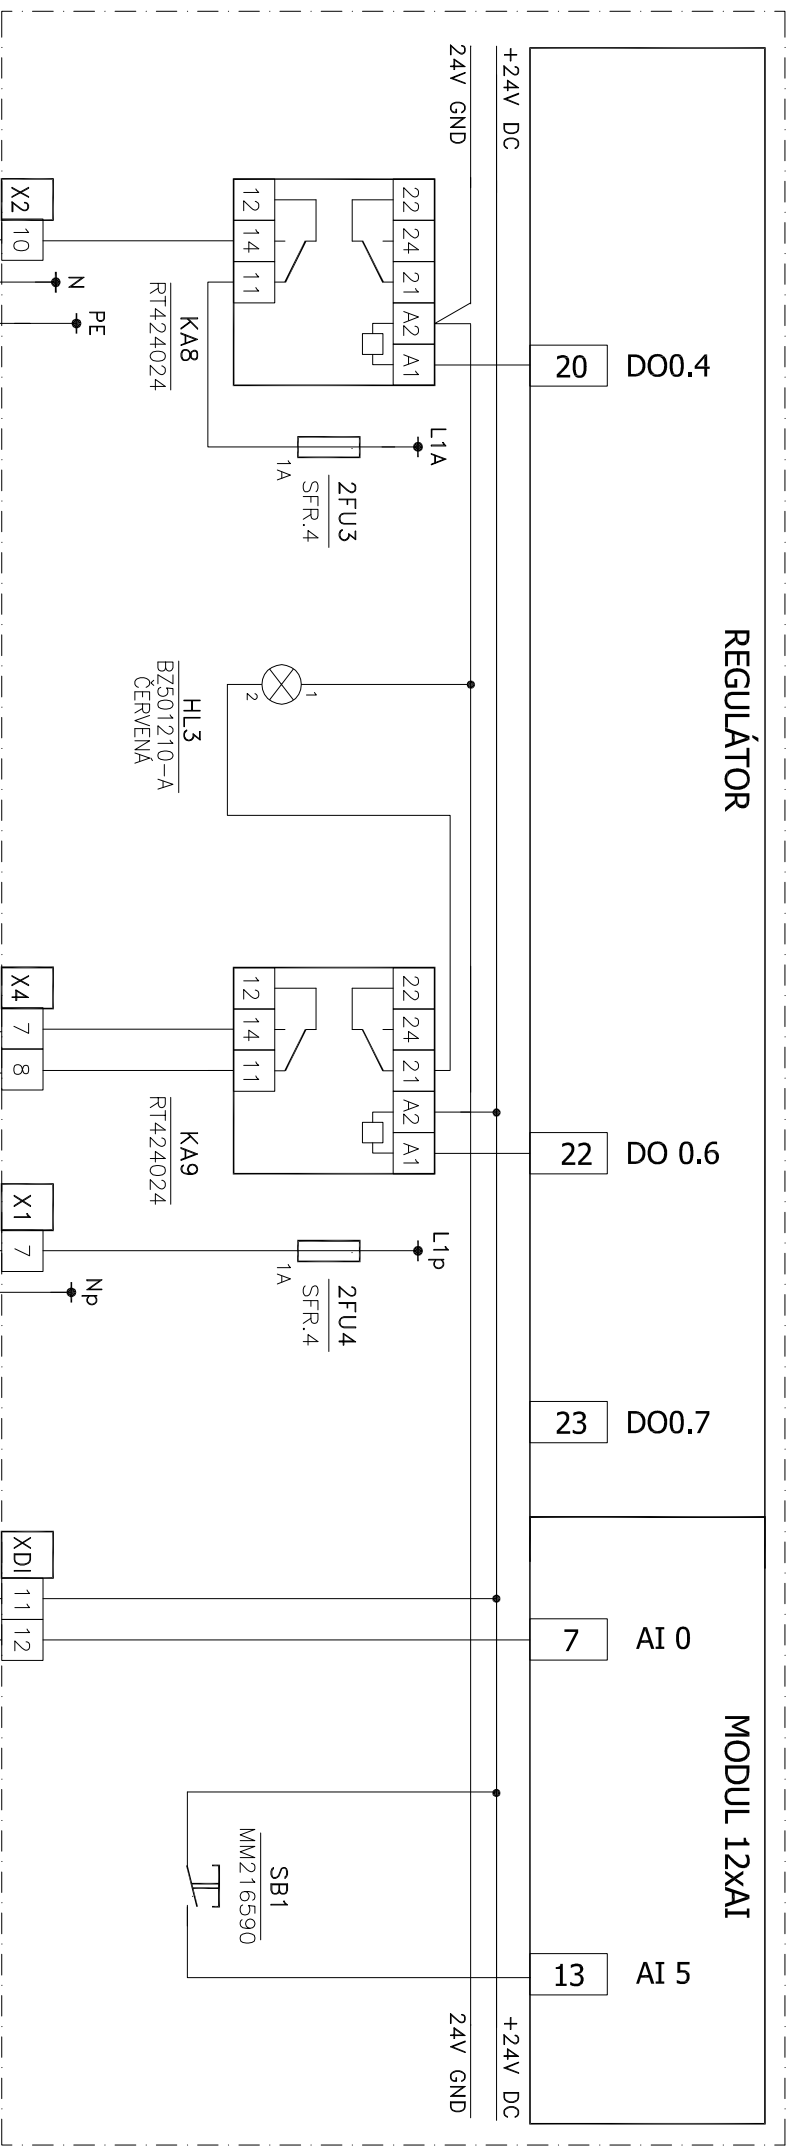 REGULÁTOR
MODUL 12xAI
20
DO0.4
22
DO 0.6
23
DO0.7
7
AI 0
13
AI 5
+24V DC
24V GND
+24V DC
24V GND
22
24
21
A2
A1
12
14
11
KA8
RT424024
L1A
2FU3
SFR.4
1A
1
2
HL3
BZ501210-A
ČERVENÁ
22
24
21
A2
A1
12
14
11
KA9
RT424024
L1p
2FU4
SFR.4
1A
SB1
MM216590
X2
10
N
PE
X4
7
8
X1
7
Np
XDI
11
12